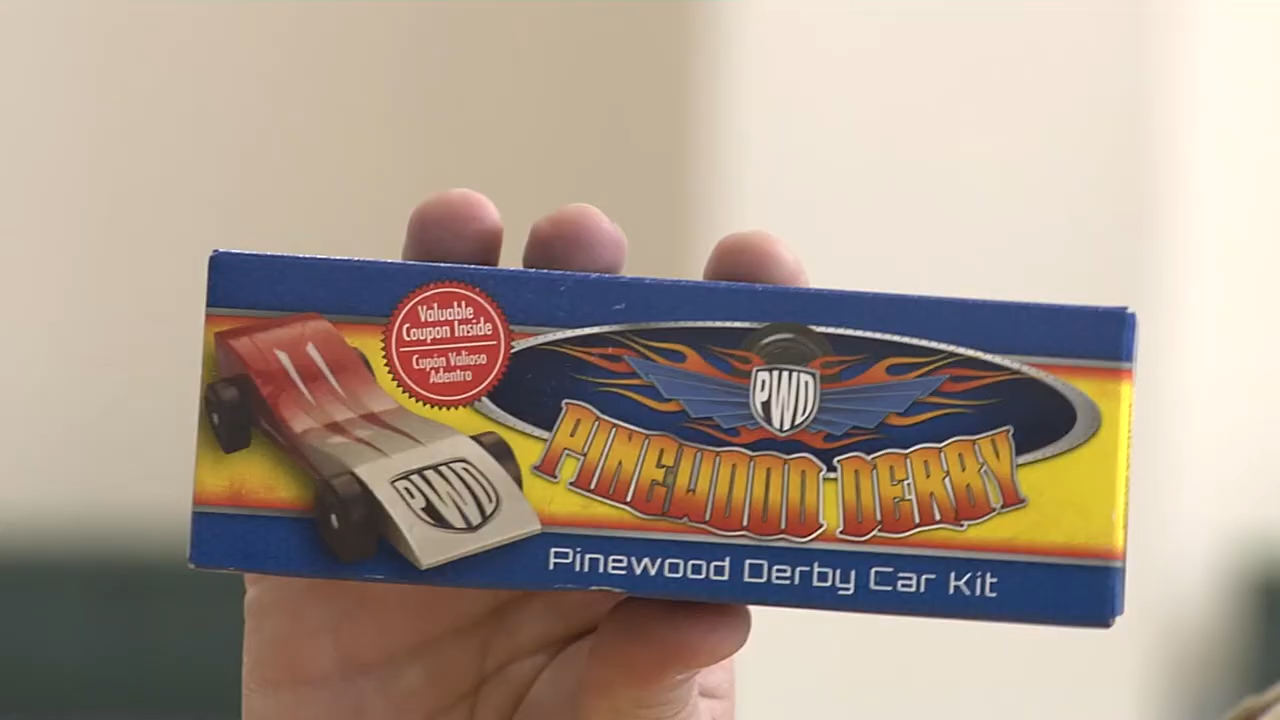 Valuable
Coupon Inside
Cupón Valioso
Adentro
PWD
PINEWOOD DERBY
PWD
Pinewood Derby Car Kit